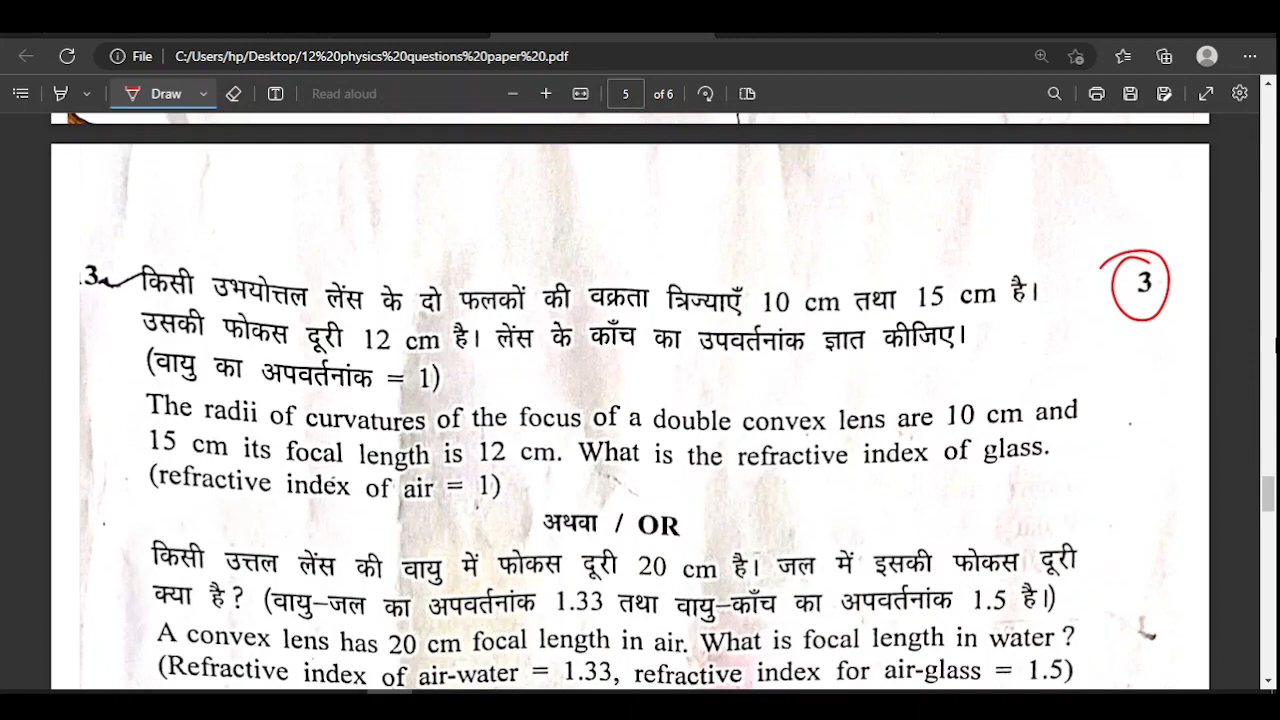 File C:/Users/hp/Desktop/12%20physics%20questions%20paper%20.pdf
Draw Read aloud 5 of 6
3. किसी उभयोत्तल लेंस के दो फलकों की वक्रता त्रिज्याएँ 10 cm तथा 15 cm है। 3
उसकी फोकस दूरी 12 cm है। लेंस के काँच का उपवर्तनांक ज्ञात कीजिए।
(वायु का अपवर्तनांक = 1)
The radii of curvatures of the focus of a double convex lens are 10 cm and
15 cm its focal length is 12 cm. What is the refractive index of glass.
(refractive index of air = 1)
अथवा / OR
किसी उत्तल लेंस की वायु में फोकस दूरी 20 cm है। जल में इसकी फोकस दूरी
क्या है? (वायु-जल का अपवर्तनांक 1.33 तथा वायु-काँच का अपवर्तनांक 1.5 है।)
A convex lens has 20 cm focal length in air. What is focal length in water ?
(Refractive index of air-water = 1.33, refractive index for air-glass = 1.5)